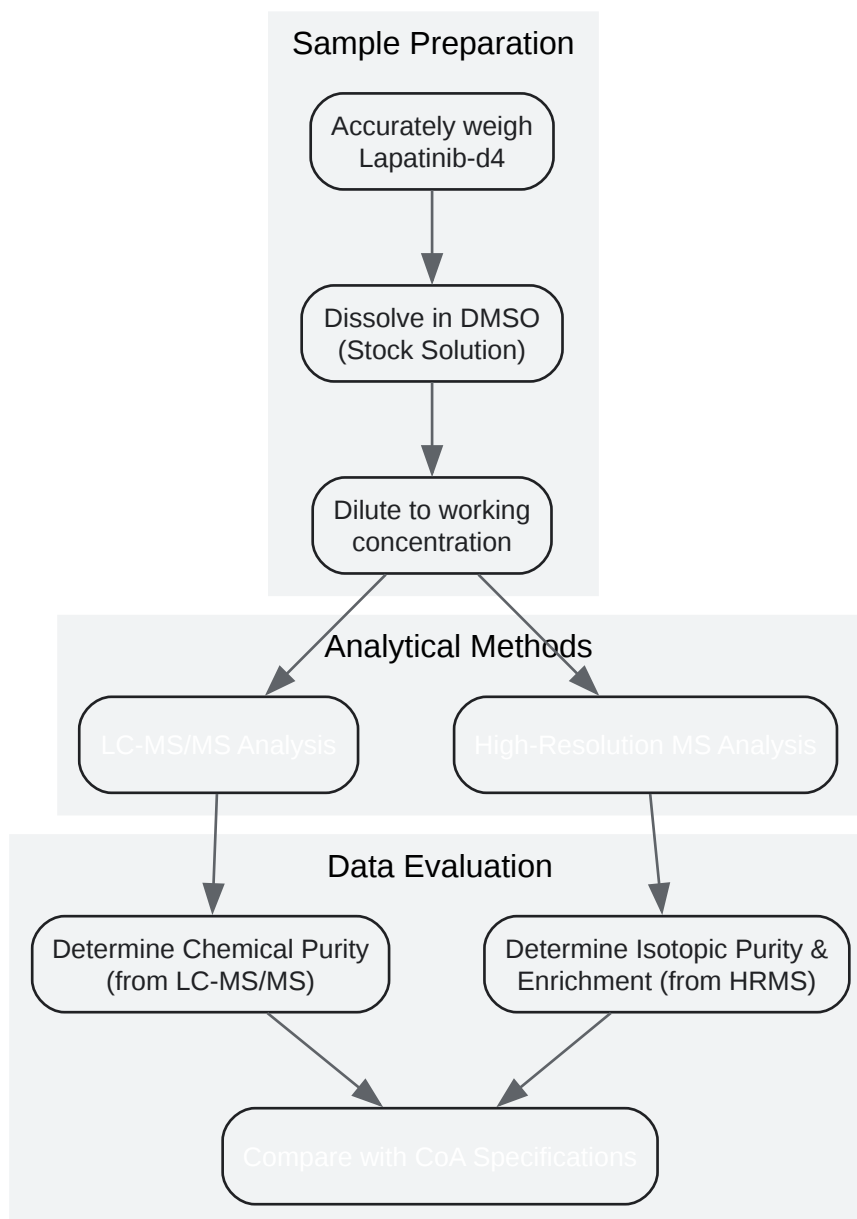 Sample Preparation
Accurately weigh
Lapatinib-d4
Dissolve in DMSO
(Stock Solution)
Dilute to working
concentration
Analytical Methods
LC-MS/MS Analysis
High-Resolution MS Analysis
Data Evaluation
Determine Chemical Purity
(from LC-MS/MS)
Determine Isotopic Purity &
Enrichment (from HRMS)
Compare with CoA Specifications